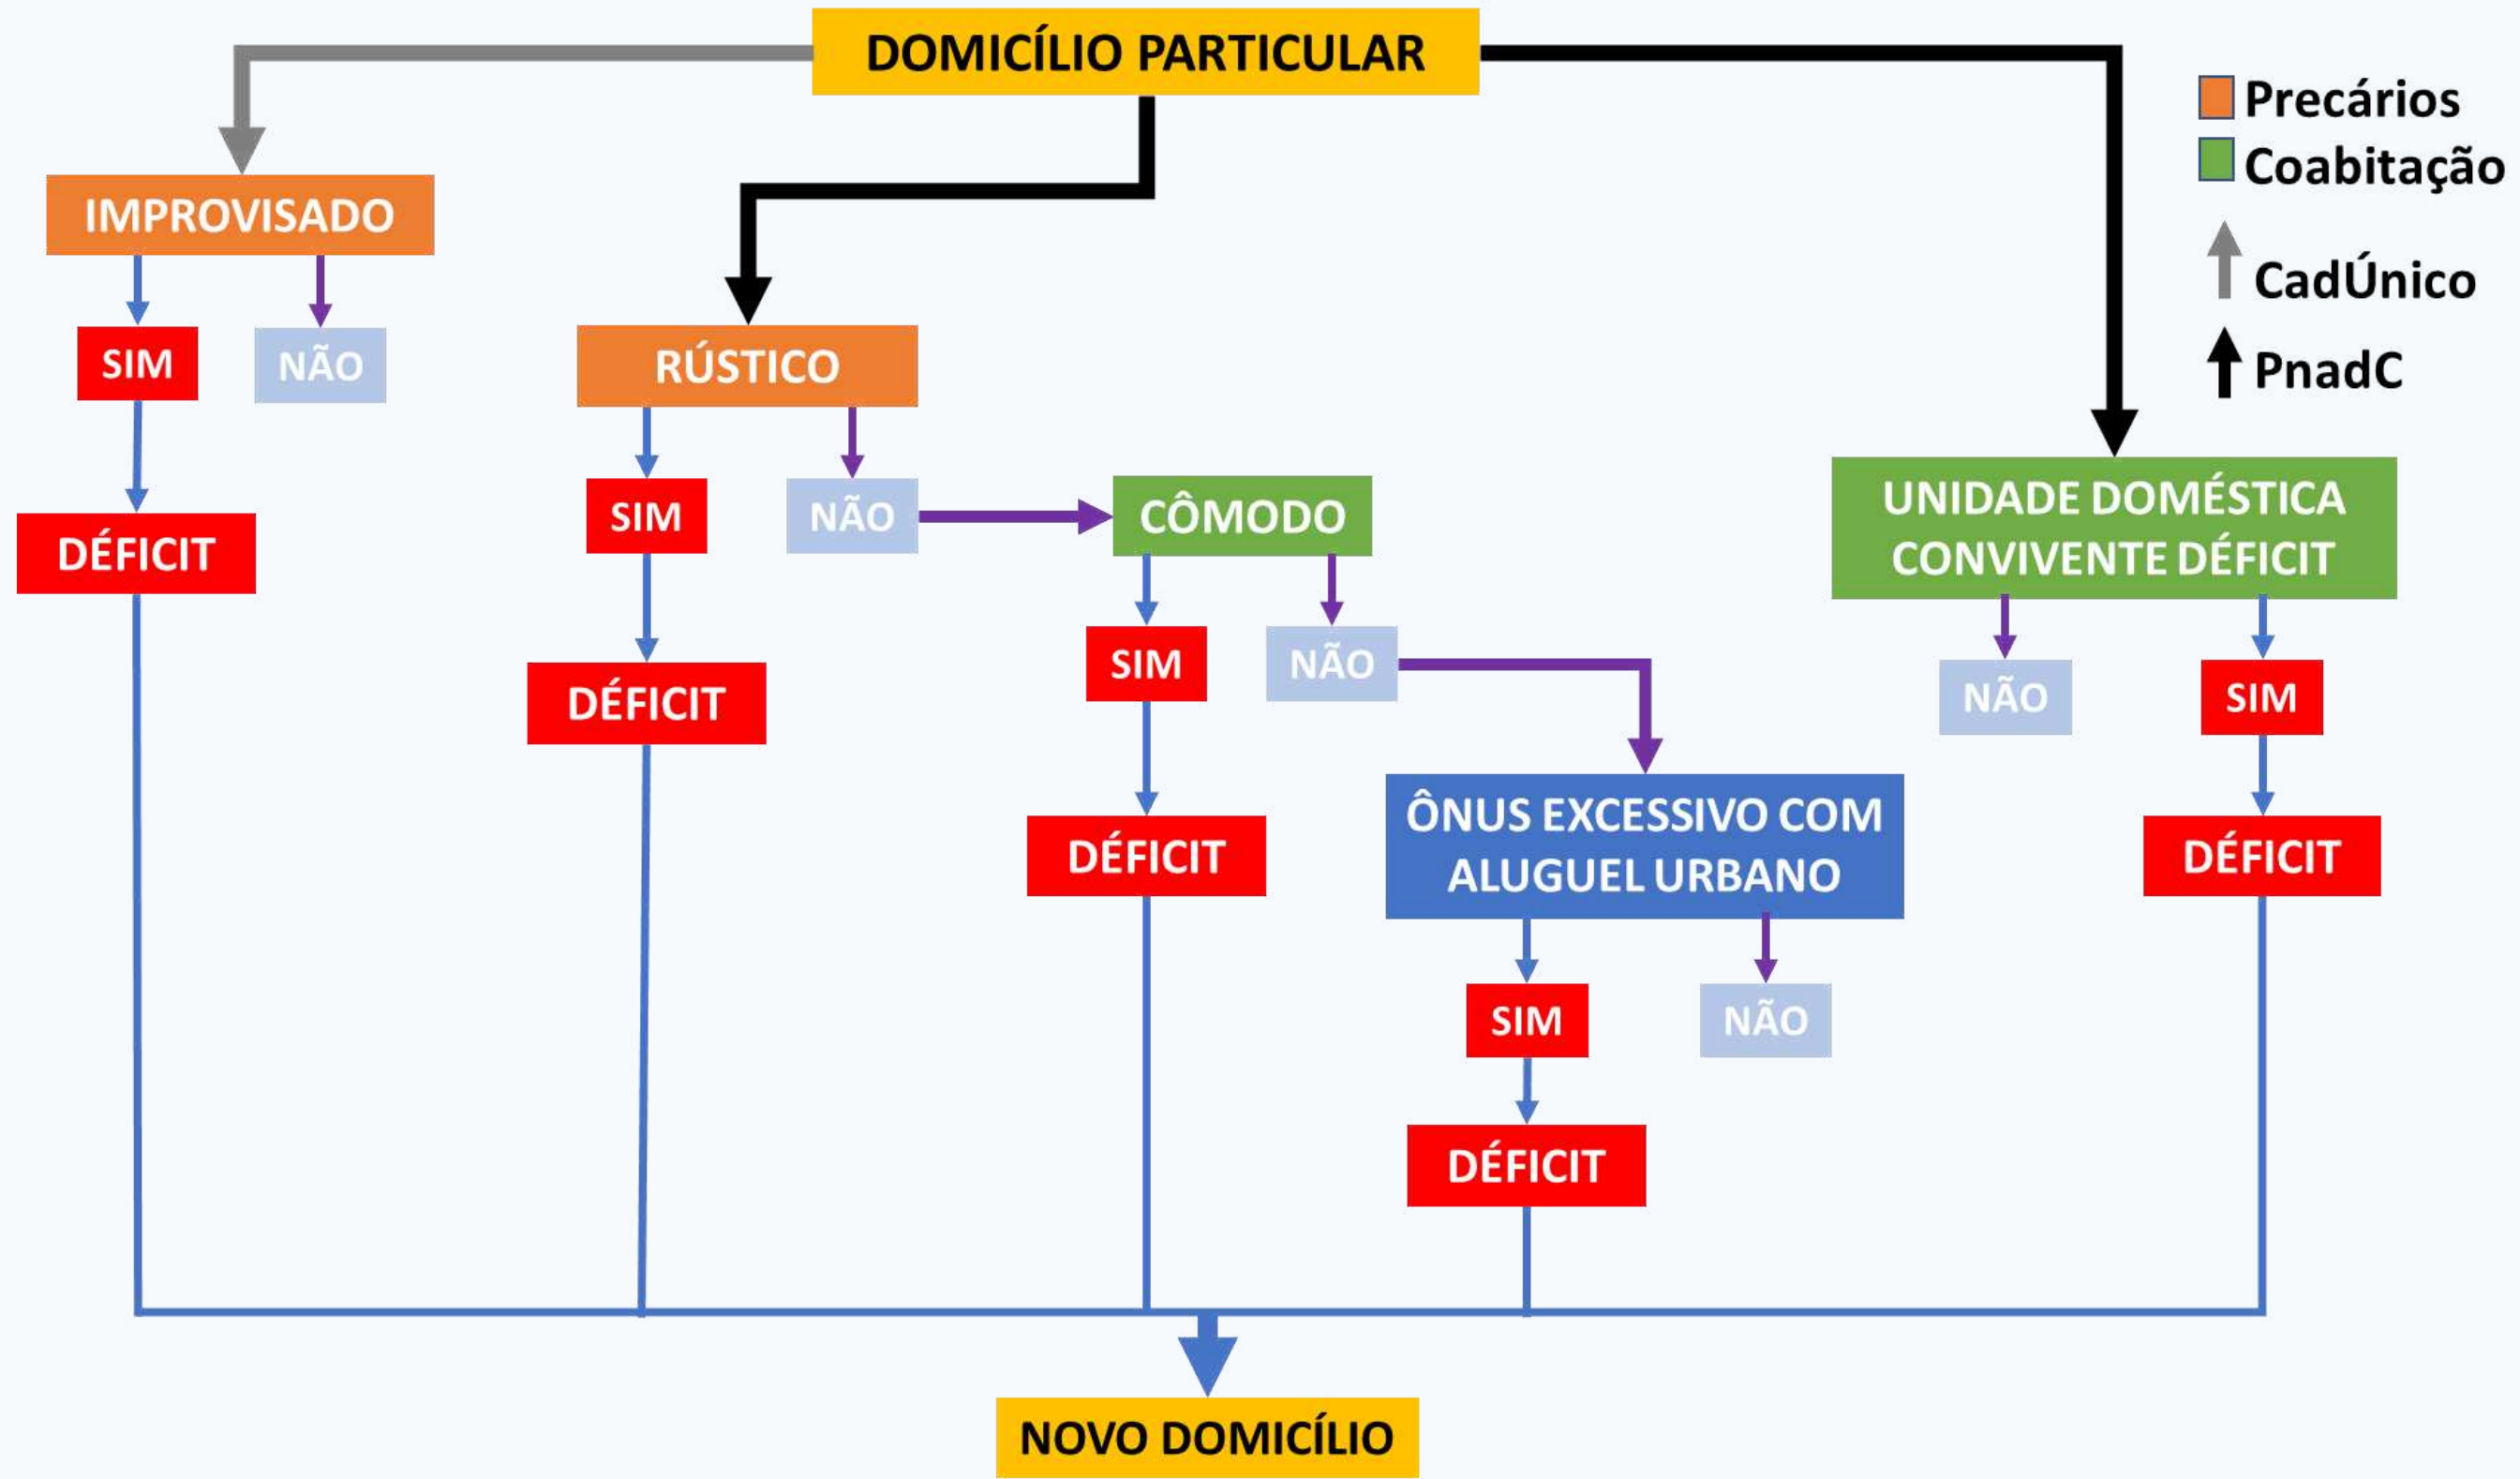 DOMICÍLIO PARTICULAR
Precários
Coabitação
CadÚnico
PnadC
IMPROVISADO
SIM
NÃO
DÉFICIT
RÚSTICO
SIM
NÃO
DÉFICIT
CÔMODO
SIM
NÃO
DÉFICIT
ÔNUS EXCESSIVO COM
ALUGUEL URBANO
SIM
NÃO
DÉFICIT
UNIDADE DOMÉSTICA
CONVIVENTE DÉFICIT
NÃO
SIM
DÉFICIT
NOVO DOMICÍLIO